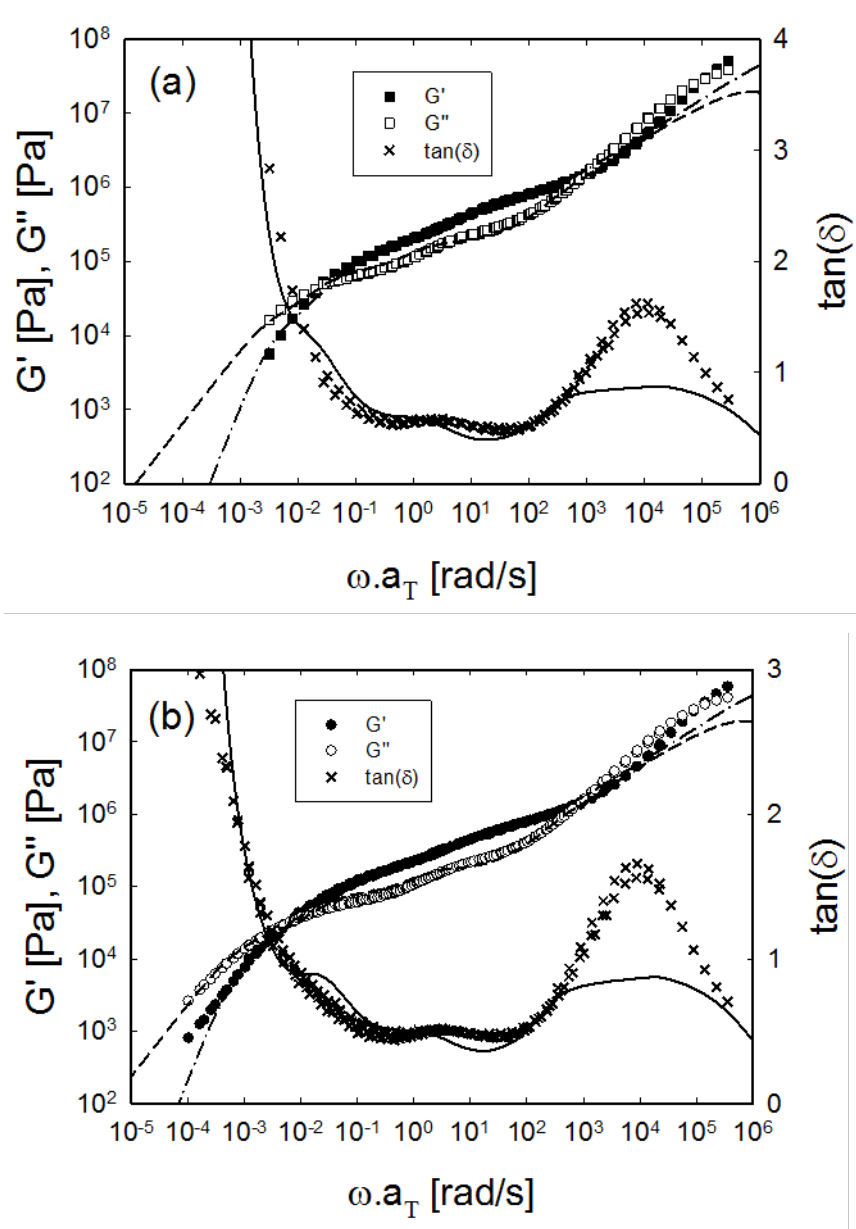 (a)
G'
G"
tan(δ)
10⁸
10⁷
10⁶
10⁵
10⁴
10³
10²
G' [Pa], G" [Pa]
4
3
2
1
0
tan(δ)
10⁻⁵ 10⁻⁴ 10⁻³ 10⁻² 10⁻¹ 10⁰ 10¹ 10² 10³ 10⁴ 10⁵ 10⁶
ω.a_T [rad/s]
(b)
G'
G"
tan(δ)
10⁸
10⁷
10⁶
10⁵
10⁴
10³
10²
G' [Pa], G" [Pa]
3
2
1
0
tan(δ)
10⁻⁵ 10⁻⁴ 10⁻³ 10⁻² 10⁻¹ 10⁰ 10¹ 10² 10³ 10⁴ 10⁵ 10⁶
ω.a_T [rad/s]